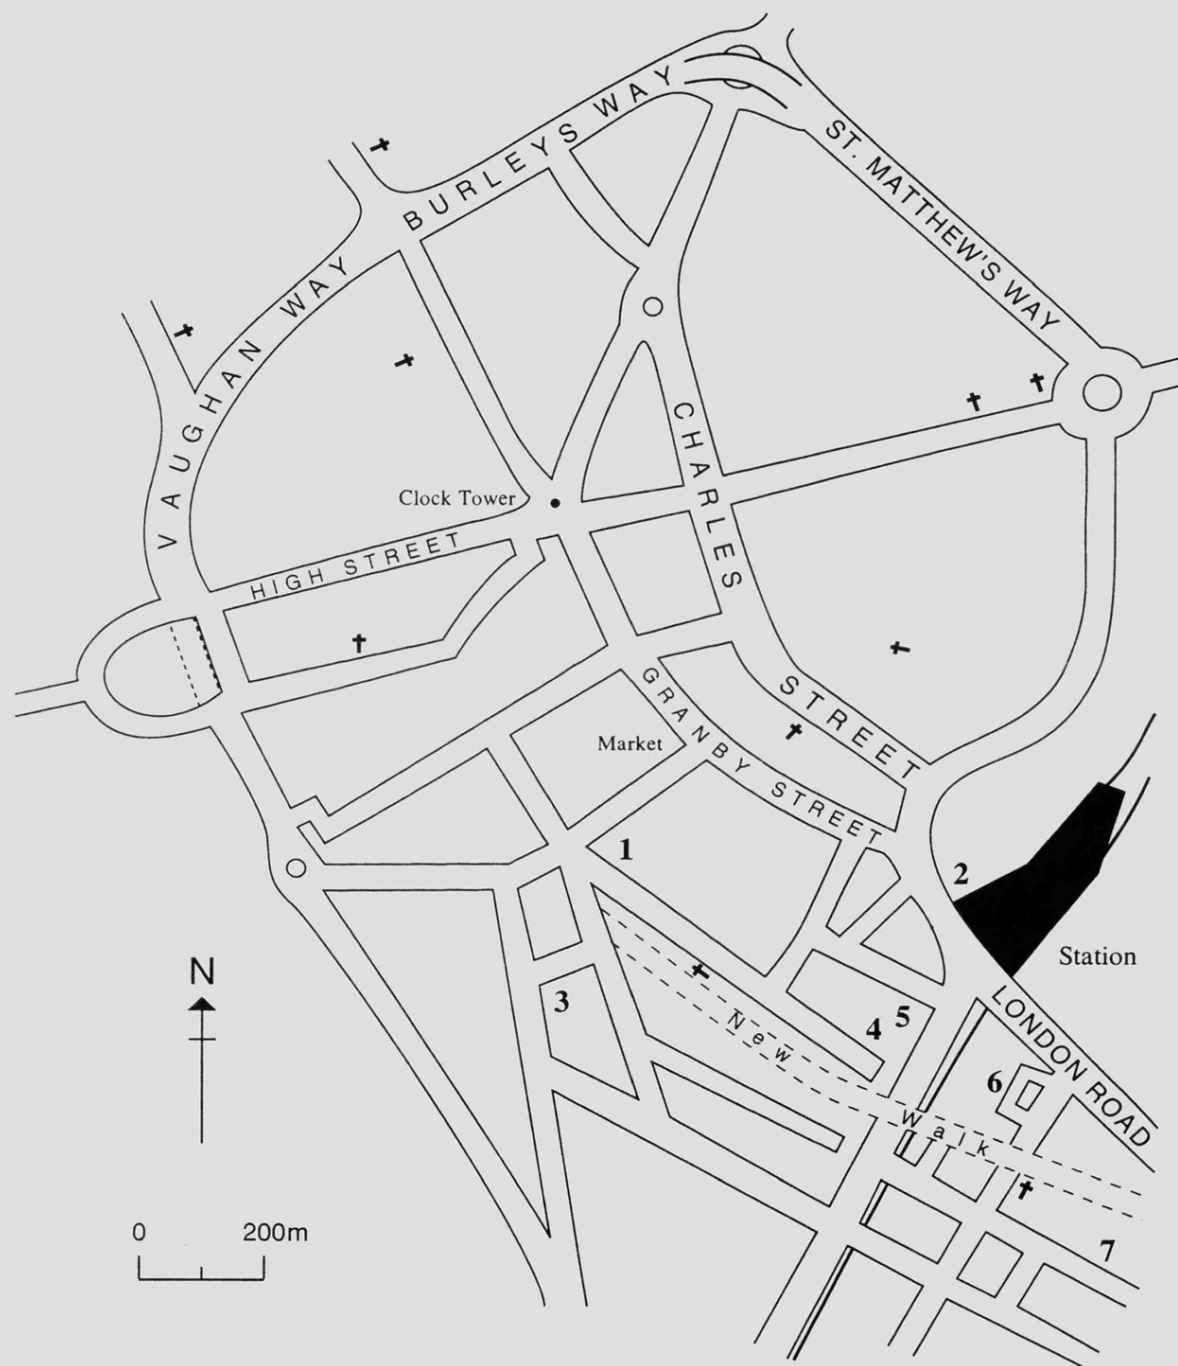 BURLEYS WAY
ST. MATTHEW'S WAY
VAUGHAN WAY
CHARLES
STREET
Clock Tower
HIGH STREET
GRANBY STREET
Market
1
2
Station
3
4
5
New
Walk
LONDON ROAD
6
7
N
0 200m